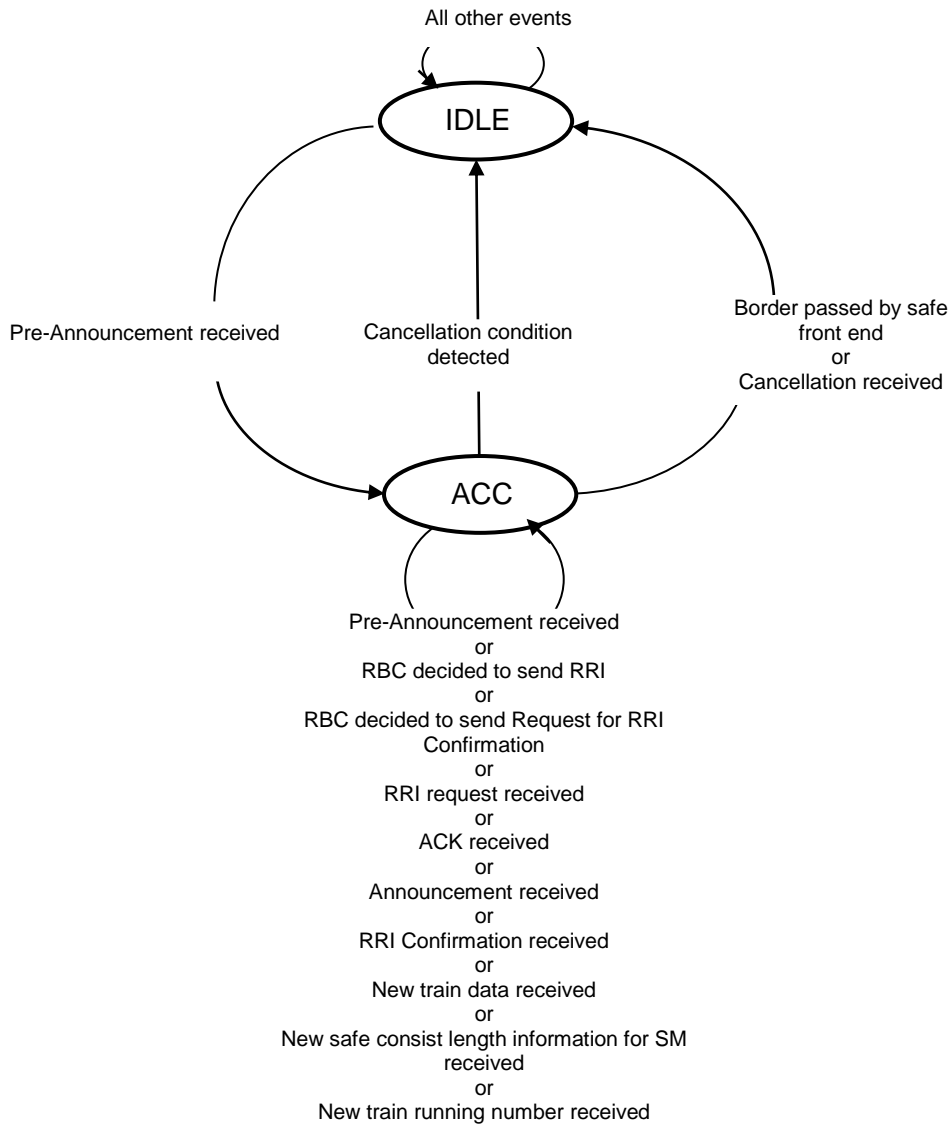 All other events
IDLE
Pre-Announcement received
Cancellation condition
detected
Border passed by safe
front end
or
Cancellation received
ACC
Pre-Announcement received
or
RBC decided to send RRI
or
RBC decided to send Request for RRI
Confirmation
or
RRI request received
or
ACK received
or
Announcement received
or
RRI Confirmation received
or
New train data received
or
New safe consist length information for SM
received
or
New train running number received